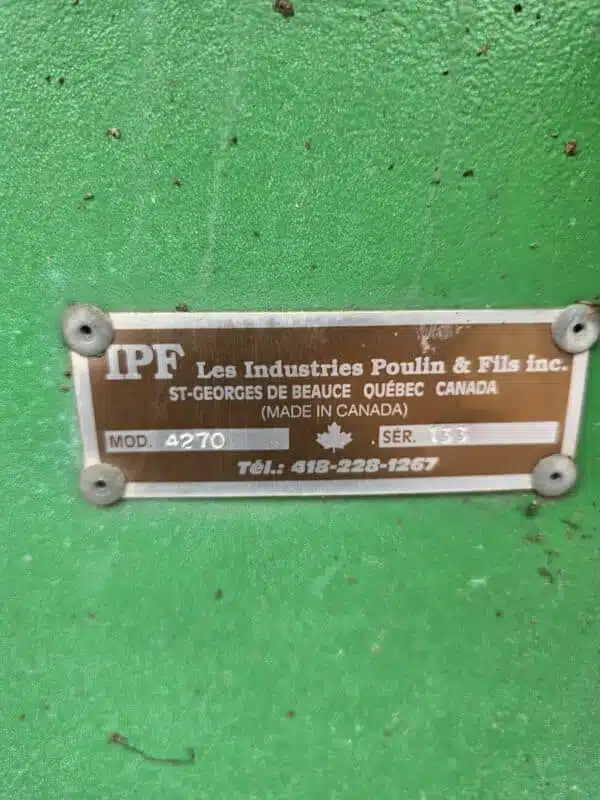 IPF Les Industries Poulin & Fils inc.
ST-GEORGES DE BEAUCE QUÉBEC CANADA
(MADE IN CANADA)
MOD. 4270 SÉR. 133
Tél.: 418-228-1267